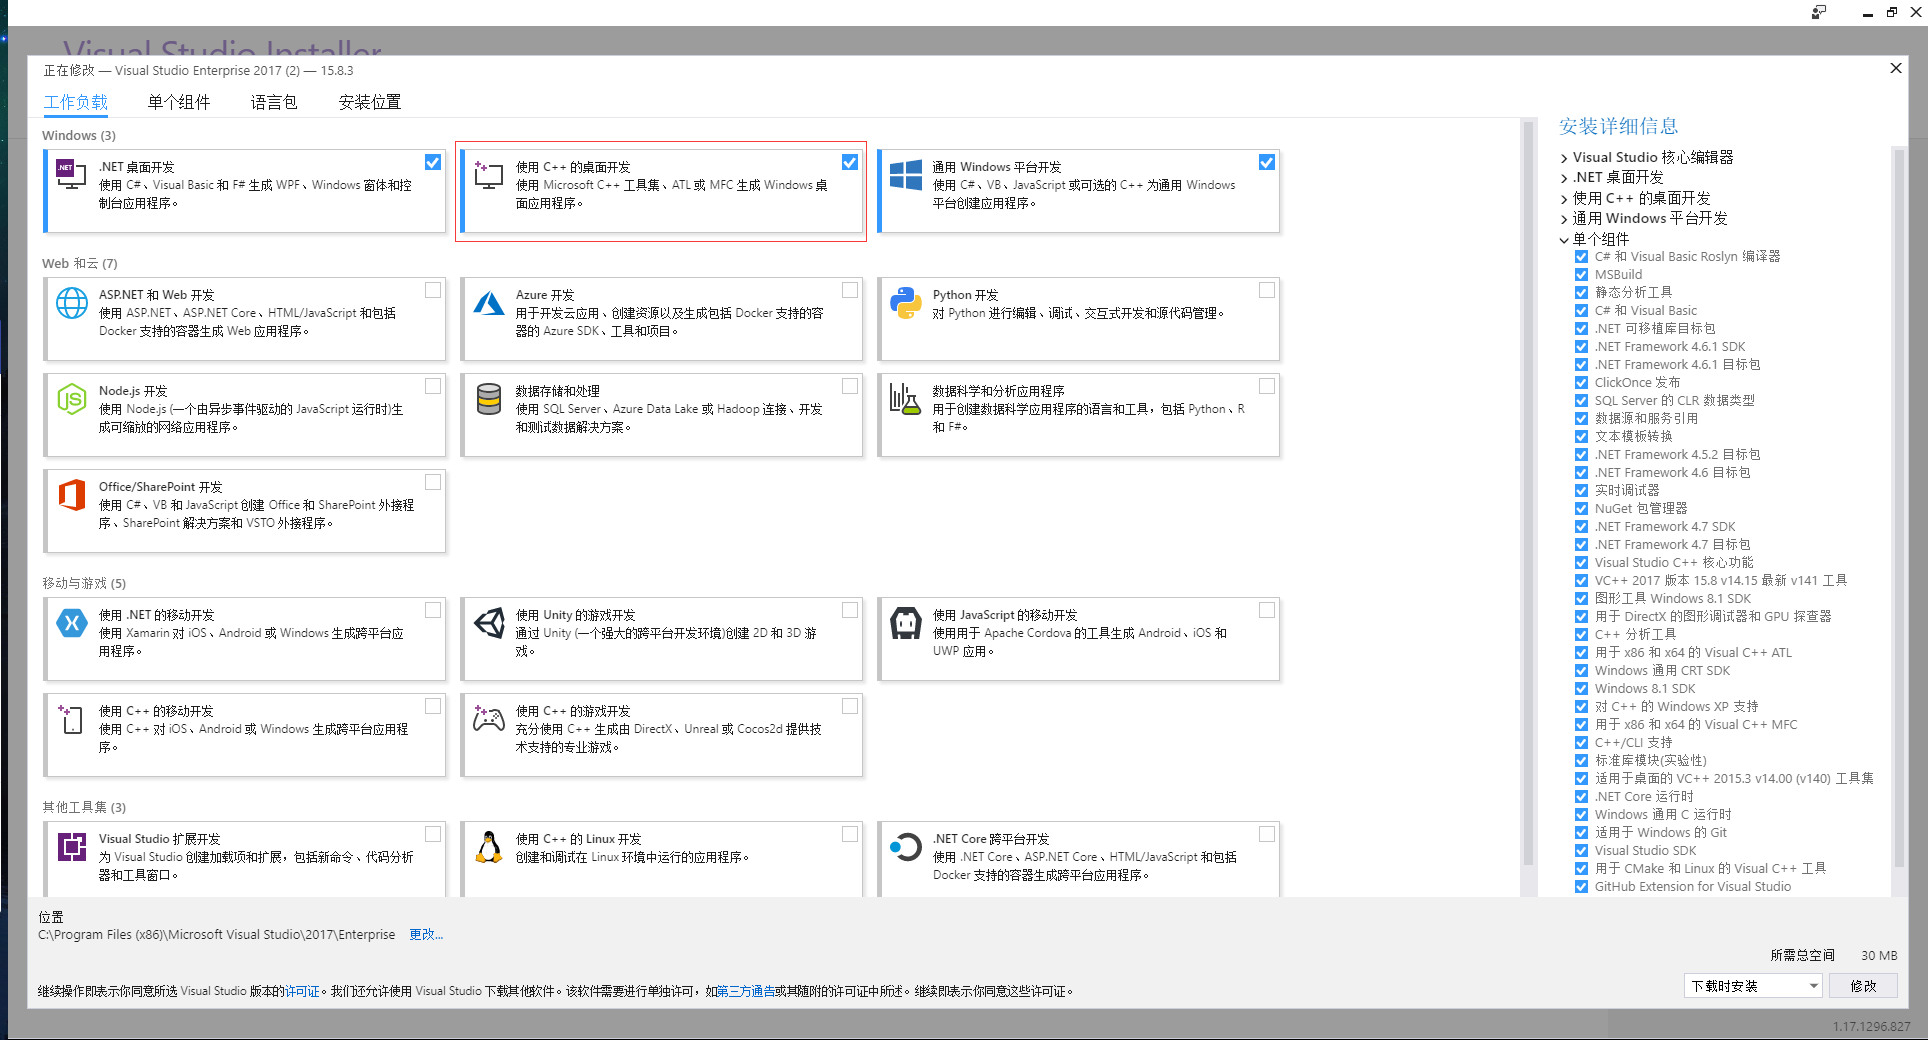 Visual Studio Installer
正在修改 — Visual Studio Enterprise 2017 (2) — 15.8.3
工作负载 单个组件 语言包 安装位置
Windows (3)
.NET
.NET 桌面开发
使用 C#、Visual Basic 和 F# 生成 WPF、Windows 窗体和控
制台应用程序。
使用 C++ 的桌面开发
使用 Microsoft C++ 工具集、ATL 或 MFC 生成 Windows 桌
面应用程序。
通用 Windows 平台开发
使用 C#、VB、JavaScript 或可选的 C++ 为通用 Windows
平台创建应用程序。
Web 和云 (7)
ASP.NET 和 Web 开发
使用 ASP.NET、ASP.NET Core、HTML/JavaScript 和包括
Docker 支持的容器生成 Web 应用程序。
Azure 开发
用于开发云应用、创建资源以及生成包括 Docker 支持的容
器的 Azure SDK、工具和项目。
Python 开发
对 Python 进行编辑、调试、交互式开发和源代码管理。
JS
Node.js 开发
使用 Node.js (一个由异步事件驱动的 JavaScript 运行时)生
成可缩放的网络应用程序。
数据存储和处理
使用 SQL Server、Azure Data Lake 或 Hadoop 连接、开发
和测试数据解决方案。
数据科学和分析应用程序
用于创建数据科学应用程序的语言和工具，包括 Python、R
和 F#。
Office/SharePoint 开发
使用 C#、VB 和 JavaScript 创建 Office 和 SharePoint 外接程
序、SharePoint 解决方案和 VSTO 外接程序。
移动与游戏 (5)
使用 .NET 的移动开发
使用 Xamarin 对 iOS、Android 或 Windows 生成跨平台应
用程序。
使用 Unity 的游戏开发
通过 Unity (一个强大的跨平台开发环境)创建 2D 和 3D 游
戏。
使用 JavaScript 的移动开发
使用用于 Apache Cordova 的工具生成 Android、iOS 和
UWP 应用。
使用 C++ 的移动开发
使用 C++ 对 iOS、Android 或 Windows 生成跨平台应用程
序。
使用 C++ 的游戏开发
充分使用 C++ 生成由 DirectX、Unreal 或 Cocos2d 提供技
术支持的专业游戏。
其他工具集 (3)
Visual Studio 扩展开发
为 Visual Studio 创建加载项和扩展，包括新命令、代码分析
器和工具窗口。
使用 C++ 的 Linux 开发
创建和调试在 Linux 环境中运行的应用程序。
.NET Core 跨平台开发
使用 .NET Core、ASP.NET Core、HTML/JavaScript 和包括
Docker 支持的容器生成跨平台应用程序。
安装详细信息
Visual Studio 核心编辑器
.NET 桌面开发
使用 C++ 的桌面开发
通用 Windows 平台开发
单个组件
C# 和 Visual Basic Roslyn 编译器
MSBuild
静态分析工具
C# 和 Visual Basic
.NET 可移植库目标包
.NET Framework 4.6.1 SDK
.NET Framework 4.6.1 目标包
ClickOnce 发布
SQL Server 的 CLR 数据类型
数据源和服务引用
文本模板转换
.NET Framework 4.5.2 目标包
.NET Framework 4.6 目标包
实时调试器
NuGet 包管理器
.NET Framework 4.7 SDK
.NET Framework 4.7 目标包
Visual Studio C++ 核心功能
VC++ 2017 版本 15.8 v14.15 最新 v141 工具
图形工具 Windows 8.1 SDK
用于 DirectX 的图形调试器和 GPU 探查器
C++ 分析工具
用于 x86 和 x64 的 Visual C++ ATL
Windows 通用 CRT SDK
Windows 8.1 SDK
对 C++ 的 Windows XP 支持
用于 x86 和 x64 的 Visual C++ MFC
C++/CLI 支持
标准库模块(实验性)
适用于桌面的 VC++ 2015.3 v14.00 (v140) 工具集
.NET Core 运行时
Windows 通用 C 运行时
适用于 Windows 的 Git
Visual Studio SDK
用于 CMake 和 Linux 的 Visual C++ 工具
GitHub Extension for Visual Studio
位置
C:\Program Files (x86)\Microsoft Visual Studio\2017\Enterprise 更改...
所需总空间 30 MB
继续操作即表示你同意所选 Visual Studio 版本的许可证。我们还允许使用 Visual Studio 下载其他软件。该软件需要进行单独许可，如第三方通告或其随附的许可证中所述。继续即表示你同意这些许可证。
下载时安装 修改
1.17.1296.827